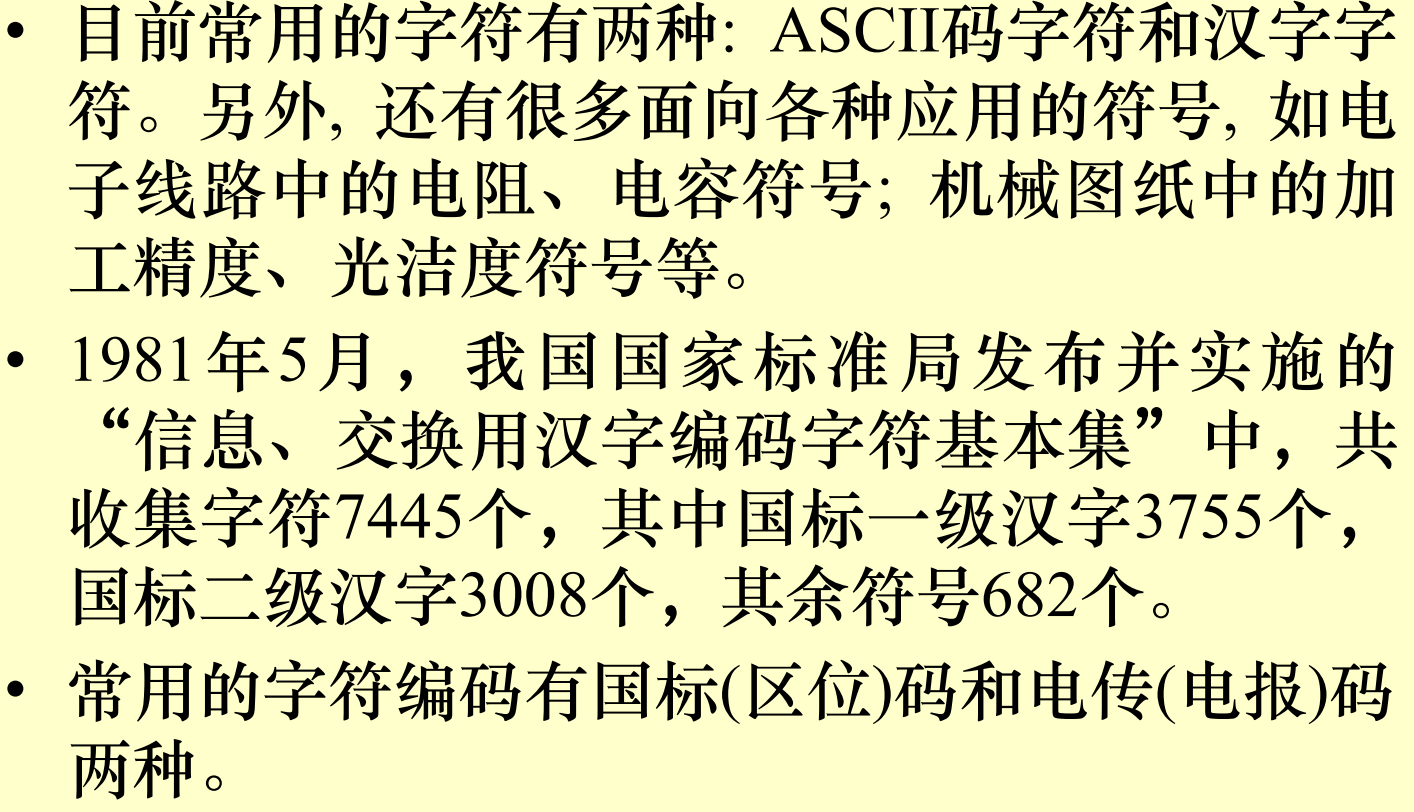 • 目前常用的字符有两种: ASCII码字符和汉字字
符。另外, 还有很多面向各种应用的符号, 如电
子线路中的电阻、电容符号; 机械图纸中的加
工精度、光洁度符号等。
• 1981年5月，我国国家标准局发布并实施的
“信息、交换用汉字编码字符基本集”中，共
收集字符7445个，其中国标一级汉字3755个，
国标二级汉字3008个，其余符号682个。
• 常用的字符编码有国标(区位)码和电传(电报)码
两种。